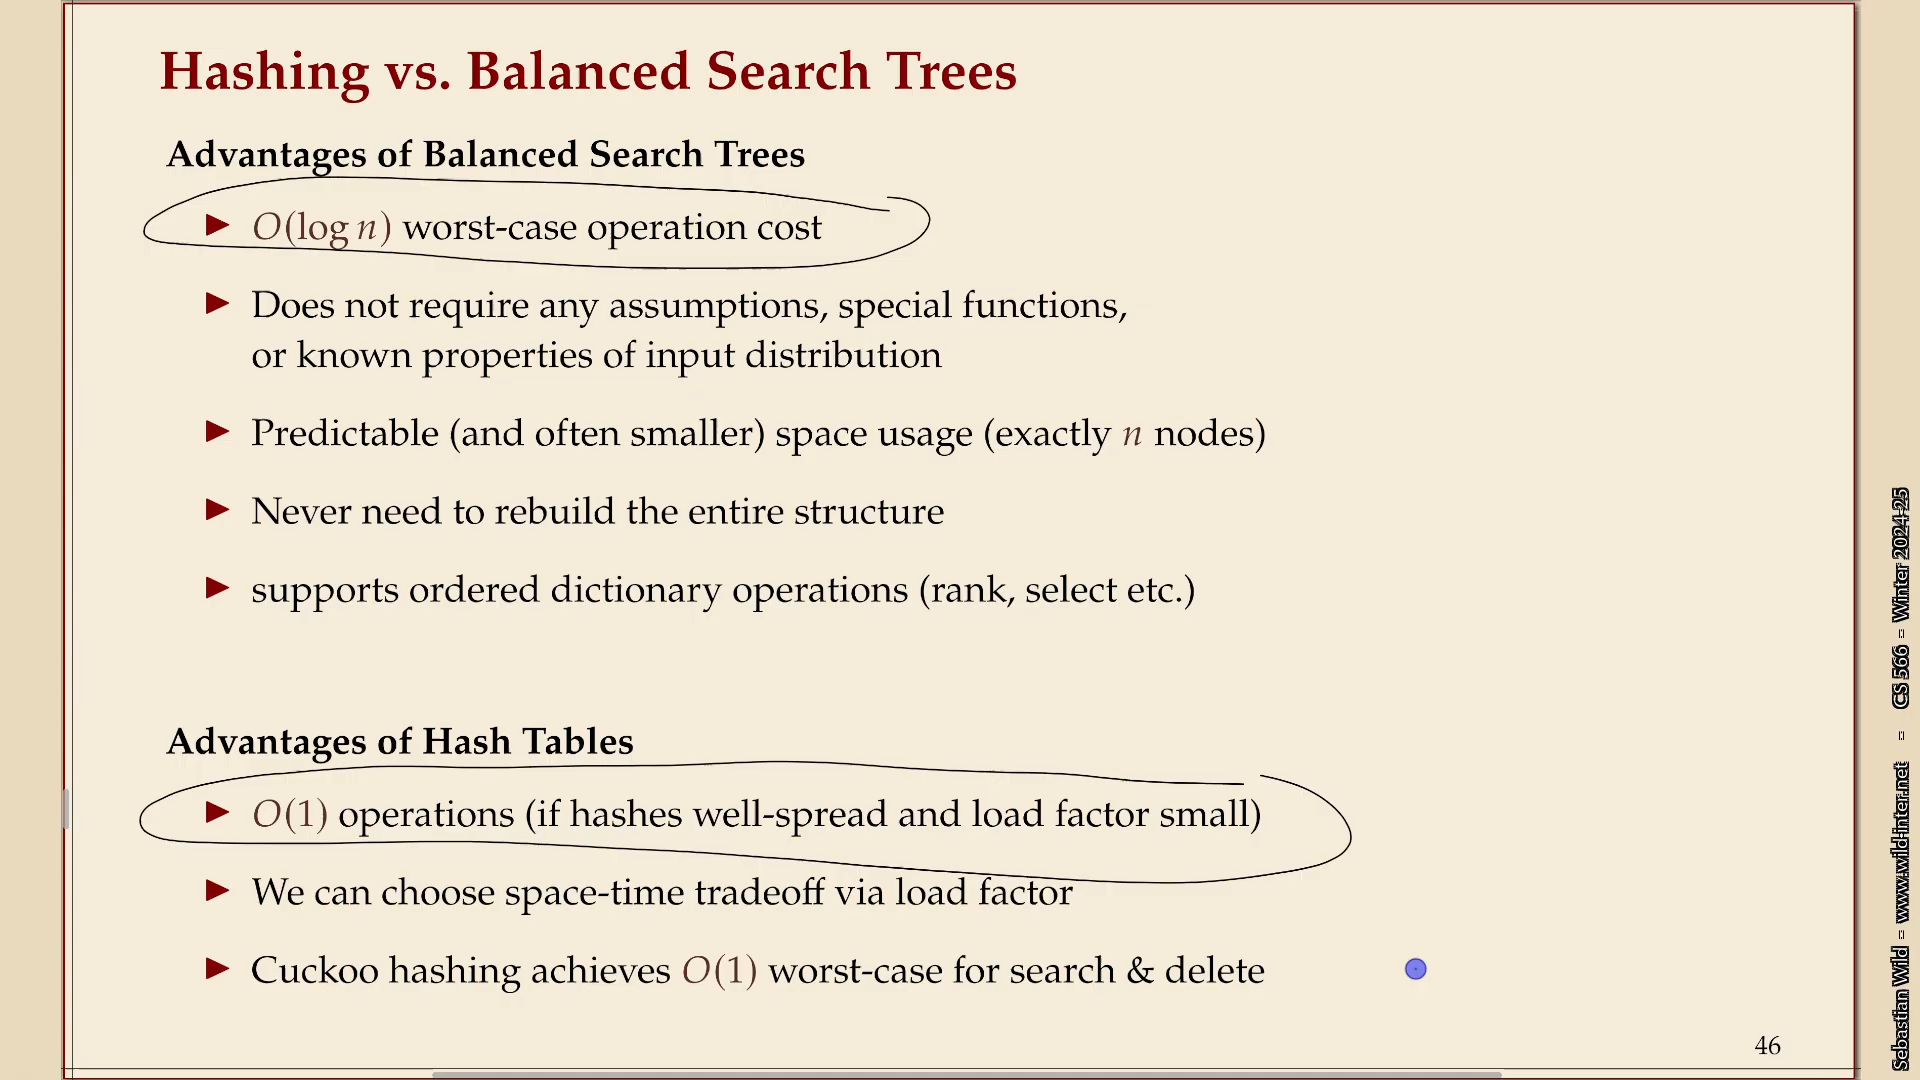 Hashing vs. Balanced Search Trees
Advantages of Balanced Search Trees
▶ O(log n) worst-case operation cost
▶ Does not require any assumptions, special functions,
or known properties of input distribution
▶ Predictable (and often smaller) space usage (exactly n nodes)
▶ Never need to rebuild the entire structure
▶ supports ordered dictionary operations (rank, select etc.)
Advantages of Hash Tables
▶ O(1) operations (if hashes well-spread and load factor small)
▶ We can choose space-time tradeoff via load factor
▶ Cuckoo hashing achieves O(1) worst-case for search & delete
46
Sebastian Wild – www.wild-inter.net – CS 566 – Winter 2024-25